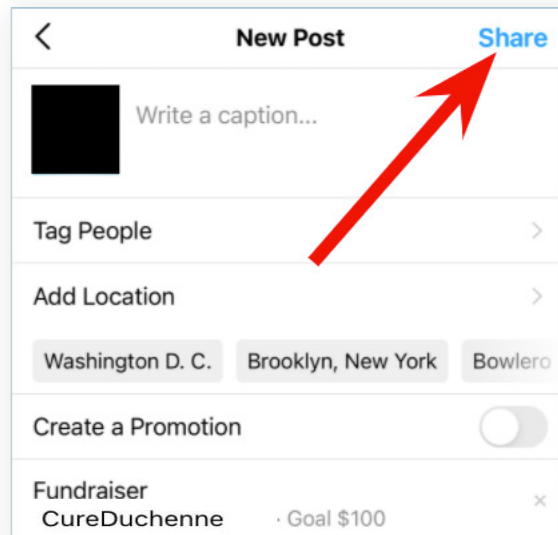 New Post Share
Write a caption...
Tag People
Add Location
Washington D. C. Brooklyn, New York Bowlero
Create a Promotion
Fundraiser
CureDuchenne · Goal $100